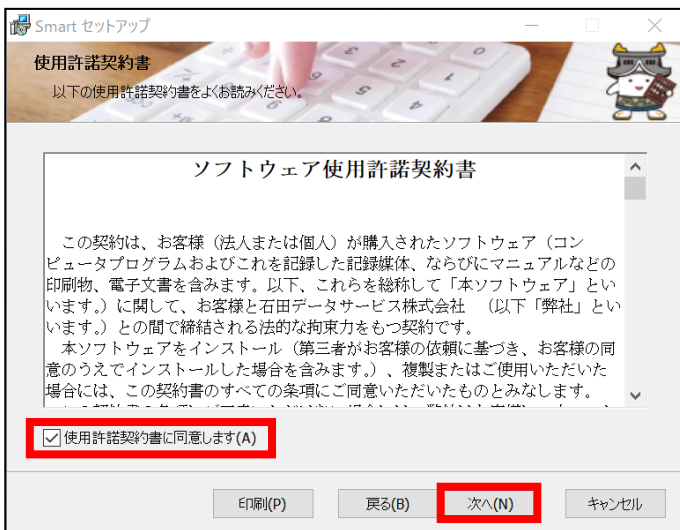 Smart セットアップ
使用許諾契約書
以下の使用許諾契約書をよくお読みください。
ソフトウェア使用許諾契約書
この契約は、お客様（法人または個人）が購入されたソフトウェア（コン
ピュータプログラムおよびこれを記録した記録媒体、ならびにマニュアルなどの
印刷物、電子文書を含みます。以下、これらを総称して「本ソフトウェア」とい
います。）に関して、お客様と石田データサービス株式会社　（以下「弊社」とい
います。）との間で締結される法的な拘束力をもつ契約です。
本ソフトウェアをインストール（第三者がお客様の依頼に基づき、お客様の同
意のうえでインストールした場合を含みます。）、複製またはご使用いただいた
場合には、この契約書のすべての条項にご同意いただいたものとみなします。
使用許諾契約書に同意します(A)
印刷(P)
戻る(B)
次へ(N)
キャンセル